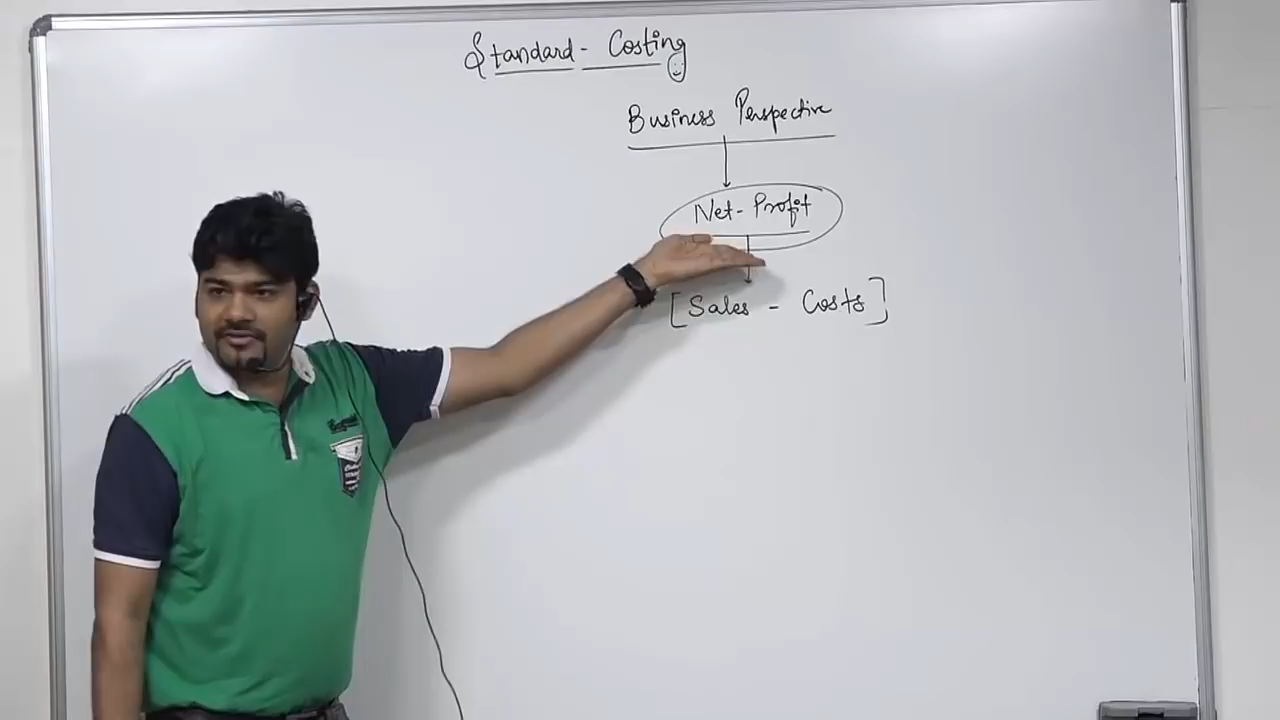 Standard - Costing
Business Perspective
Net - Profit
[Sales - Costs]